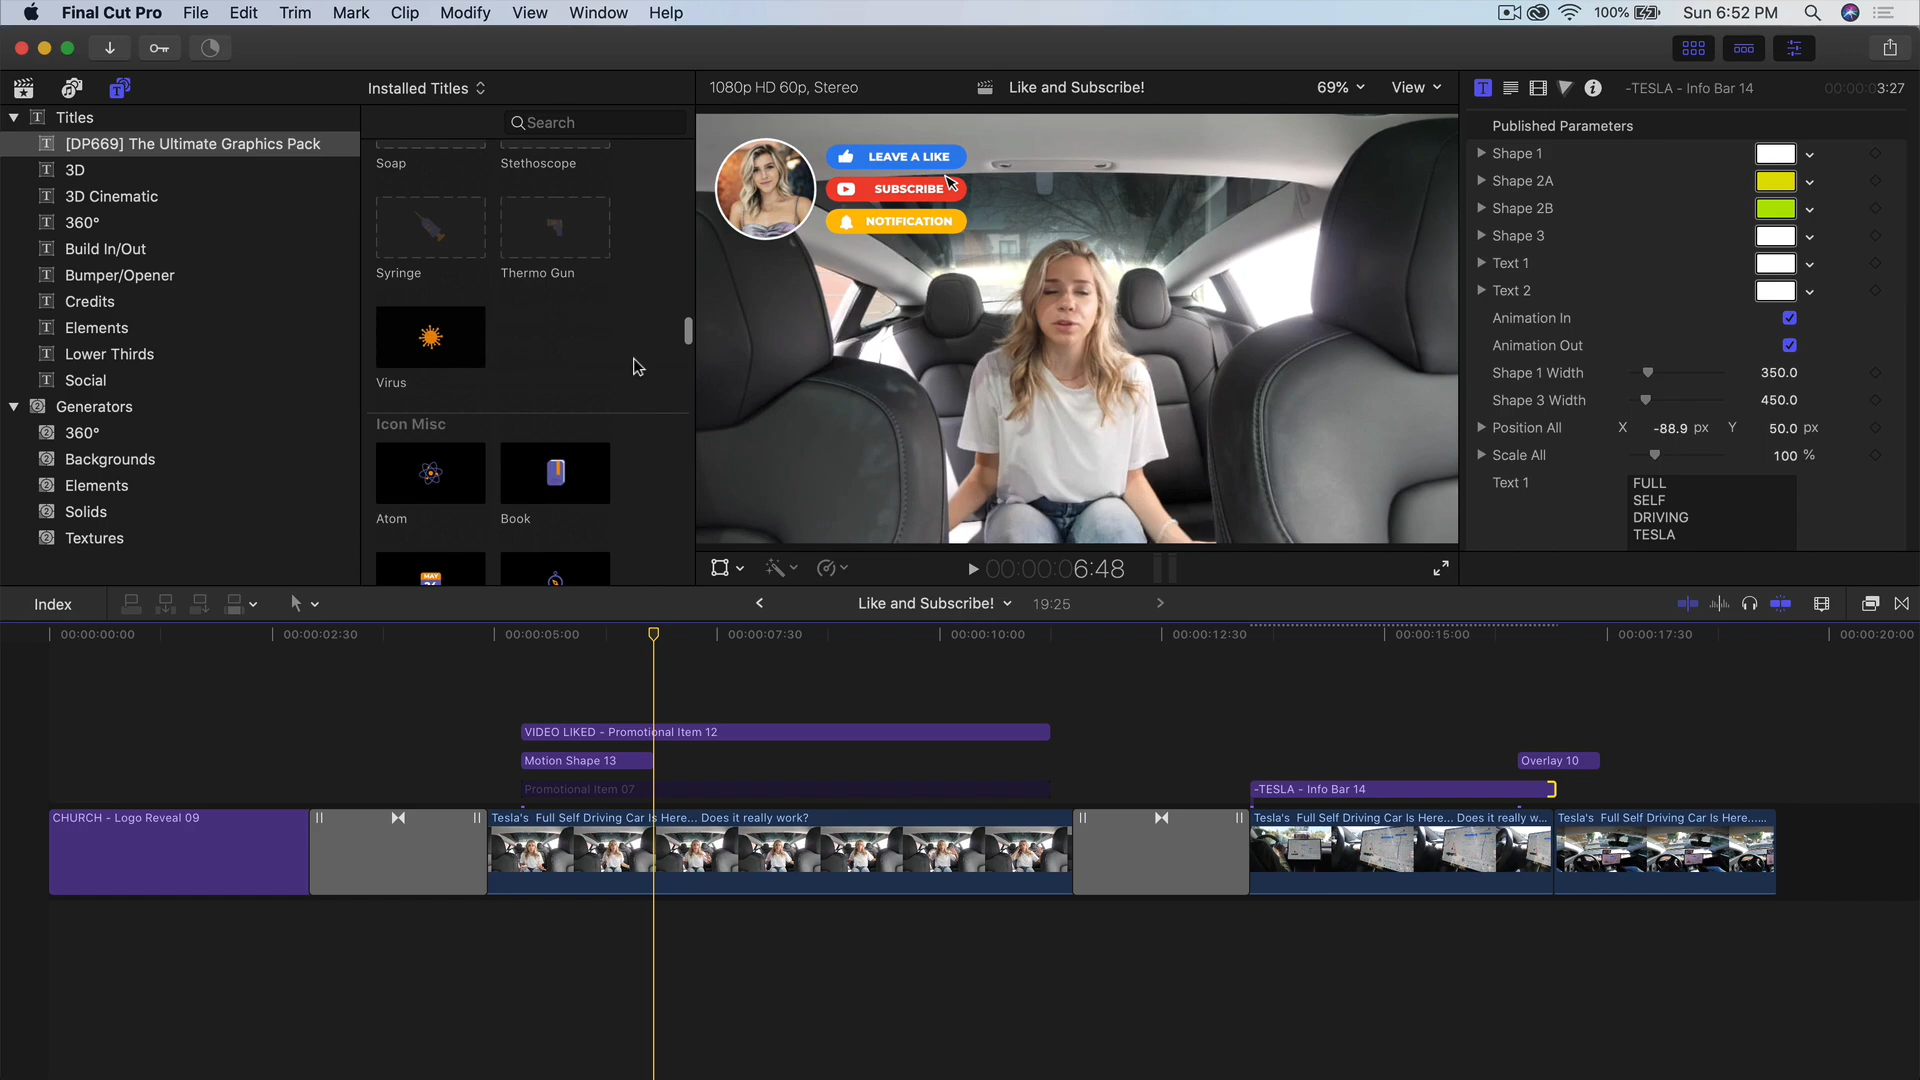 Final Cut Pro File Edit Trim Mark Clip Modify View Window Help 100% Sun 6:52 PM
Installed Titles
1080p HD 60p, Stereo
Like and Subscribe!
69%
View
-TESLA - Info Bar 14
00:00:03:27
Titles
[DP669] The Ultimate Graphics Pack
3D
3D Cinematic
360°
Build In/Out
Bumper/Opener
Credits
Elements
Lower Thirds
Social
Generators
360°
Backgrounds
Elements
Solids
Textures
Search
Soap
Stethoscope
Syringe
Thermo Gun
Virus
Icon Misc
Atom
Book
MAY
LEAVE A LIKE
SUBSCRIBE
NOTIFICATION
00:00:06:48
Published Parameters
Shape 1
Shape 2A
Shape 2B
Shape 3
Text 1
Text 2
Animation In
Animation Out
Shape 1 Width 350.0
Shape 3 Width 450.0
Position All X -88.9 px Y 50.0 px
Scale All 100 %
Text 1
FULL
SELF
DRIVING
TESLA
Index
Like and Subscribe!
19:25
00:00:00:00 00:00:02:30 00:00:05:00 00:00:07:30 00:00:10:00 00:00:12:30 00:00:15:00 00:00:17:30 00:00:20:00
VIDEO LIKED - Promotional Item 12
Motion Shape 13
Overlay 10
Promotional Item 07
-TESLA - Info Bar 14
CHURCH - Logo Reveal 09
Tesla's Full Self Driving Car Is Here... Does it really work?
Tesla's Full Self Driving Car Is Here... Does it really w...
Tesla's Full Self Driving Car Is Here......